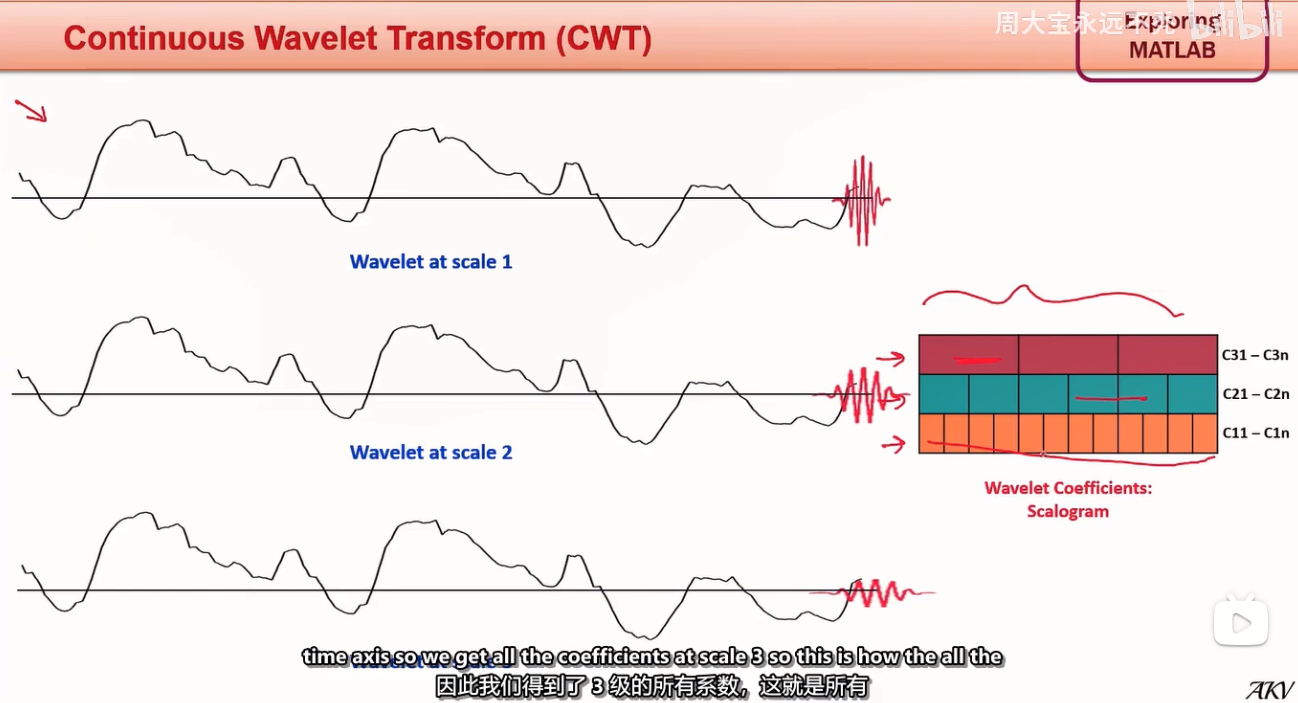 Continuous Wavelet Transform (CWT)
周大宝永远不秃 bilibili
Exploring
MATLAB
Wavelet at scale 1
Wavelet at scale 2
C31 – C3n
C21 – C2n
C11 – C1n
Wavelet Coefficients:
Scalogram
time axis so we get all the coefficients at scale 3 so this is how the all the
因此我们得到了 3 级的所有系数，这就是所有
AKV